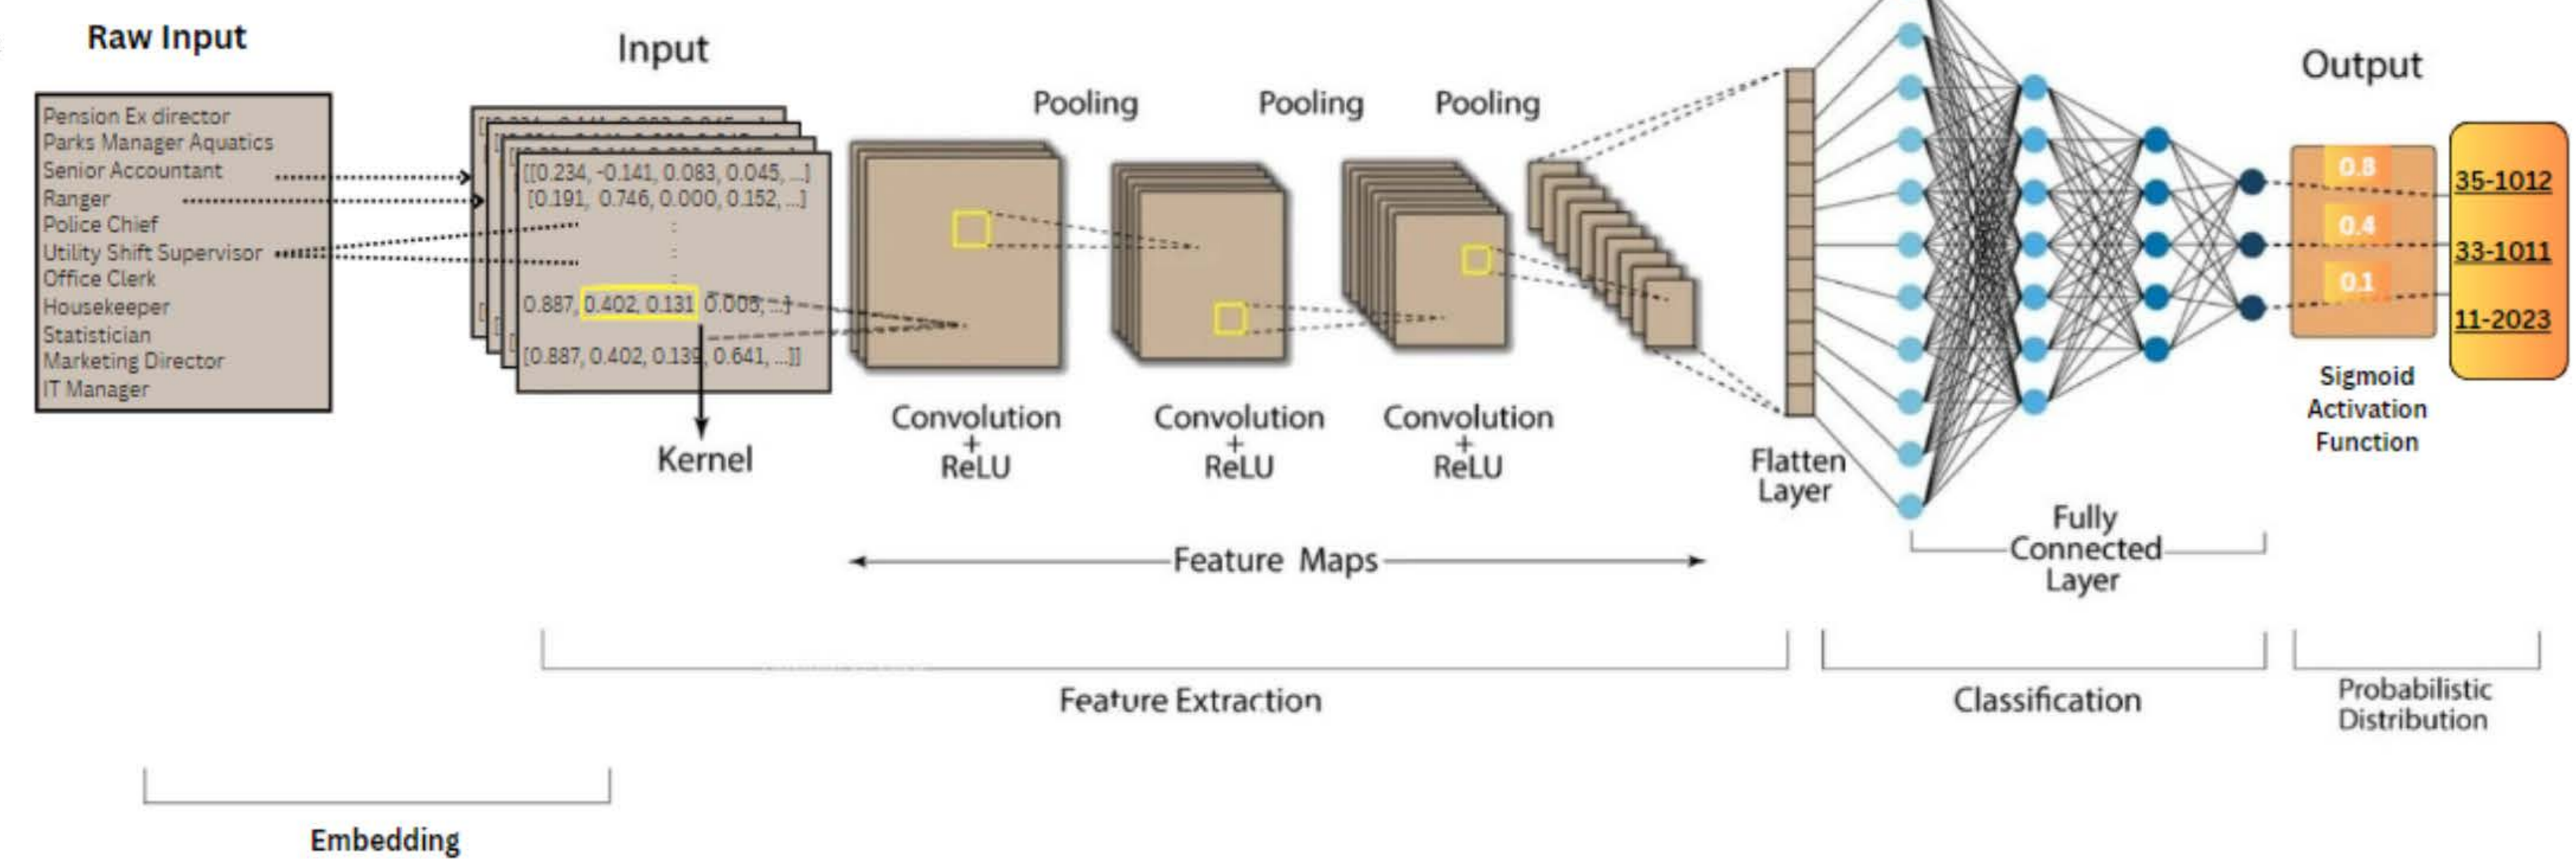 Raw Input
Pension Ex director
Parks Manager Aquatics
Senior Accountant
Ranger
Police Chief
Utility Shift Supervisor
Office Clerk
Housekeeper
Statistician
Marketing Director
IT Manager
Input
[[0.234, -0.141, 0.083, 0.045, ...]
[0.191, 0.746, 0.000, 0.152, ...]
:
:
:
0.887, 0.402, 0.131 0.005, ...]
[0.887, 0.402, 0.139, 0.641, ...]]
Kernel
Pooling
Pooling
Pooling
Convolution
+
ReLU
Convolution
+
ReLU
Convolution
+
ReLU
Flatten
Layer
Feature Maps
Fully
Connected
Layer
Output
0.8
0.4
0.1
35-1012
33-1011
11-2023
Sigmoid
Activation
Function
Feature Extraction
Classification
Probabilistic
Distribution
Embedding